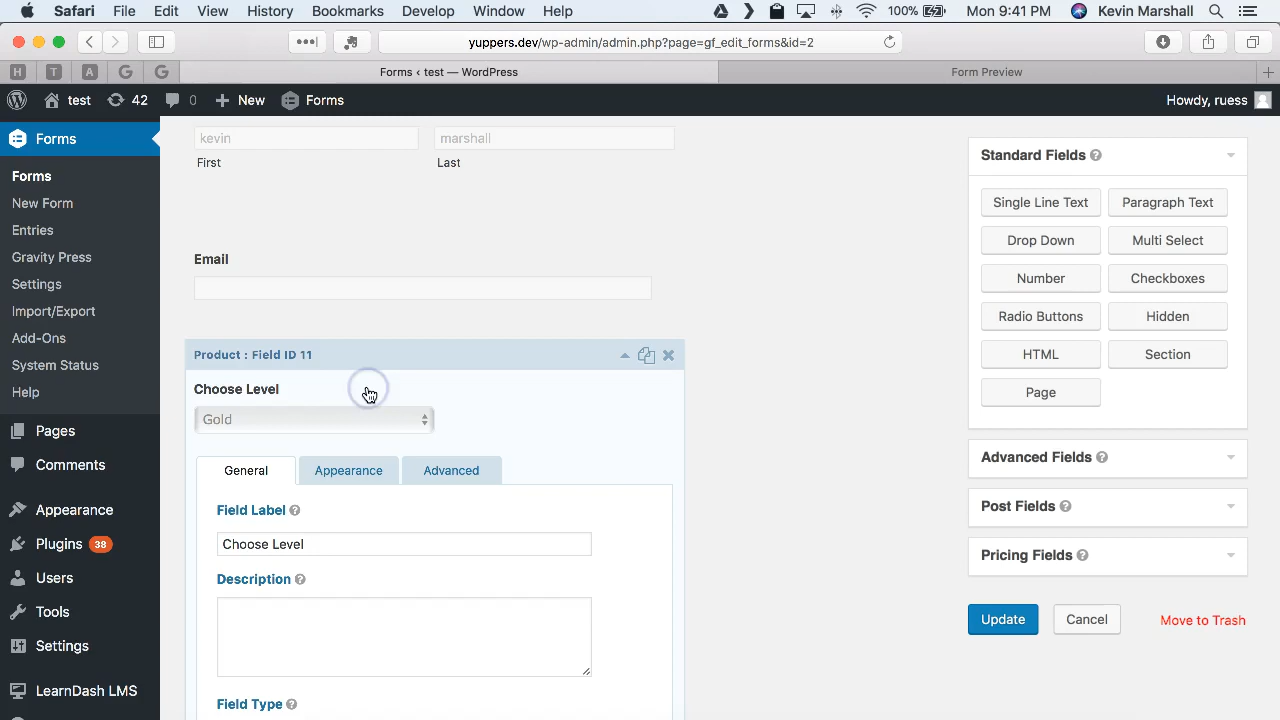 Safari File Edit View History Bookmarks Develop Window Help 100% Mon 9:41 PM Kevin Marshall
yuppers.dev/wp-admin/admin.php?page=gf_edit_forms&id=2
H T A G G Forms ‹ test — WordPress Form Preview
test 42 0 New Forms Howdy, ruess
Forms
Forms
New Form
Entries
Gravity Press
Settings
Import/Export
Add-Ons
System Status
Help
Pages
Comments
Appearance
Plugins 38
Users
Tools
Settings
LearnDash LMS
kevin marshall
First Last
Email
Product : Field ID 11
Choose Level
Gold
General Appearance Advanced
Field Label
Choose Level
Description
Field Type
Standard Fields
Single Line Text Paragraph Text
Drop Down Multi Select
Number Checkboxes
Radio Buttons Hidden
HTML Section
Page
Advanced Fields
Post Fields
Pricing Fields
Update Cancel Move to Trash